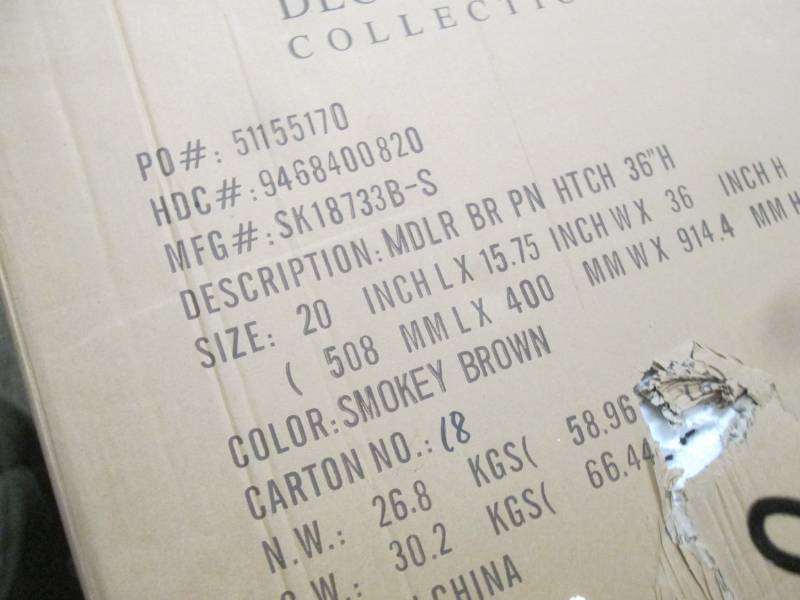 COLLECTI
PO#: 51155170
HDC#:9468400820
MFG#:SK18733B-S
DESCRIPTION:MDLR BR PN HTCH 36"H
SIZE: 20 INCH L X 15.75 INCH W X 36 INCH H
( 508 MM L X 400 MM W X 914.4 MM H
COLOR:SMOKEY BROWN
CARTON NO.: 18
N.W.: 26.8 KGS( 58.96
G.W.: 30.2 KGS( 66.44
CHINA